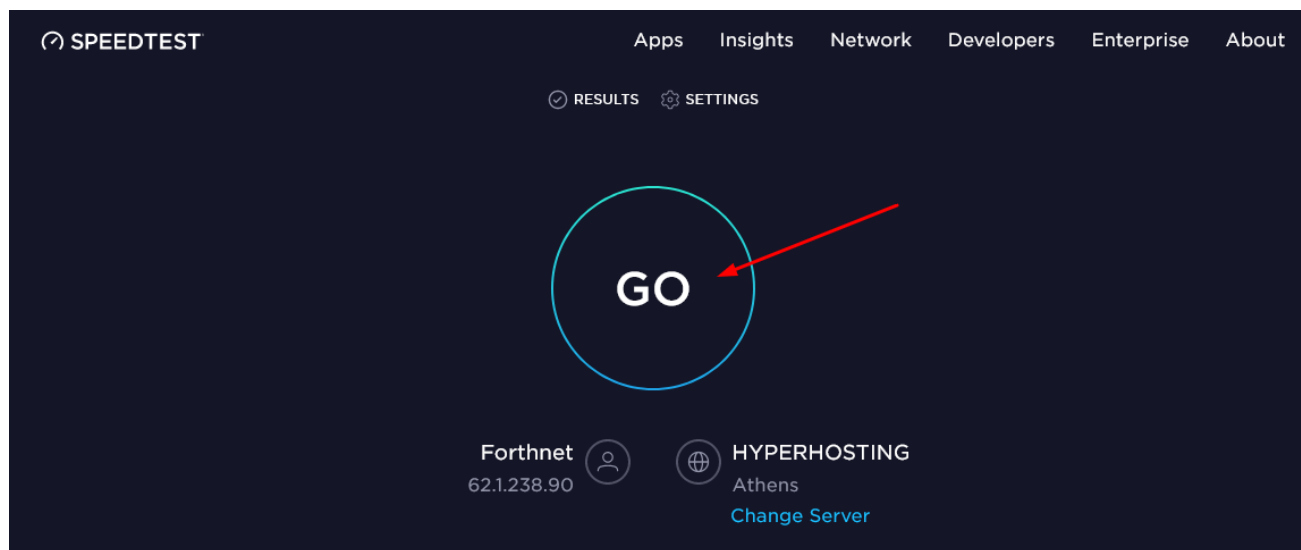 SPEEDTEST
Apps Insights Network Developers Enterprise About
RESULTS SETTINGS
GO
Forthnet
62.1.238.90
HYPERHOSTING
Athens
Change Server